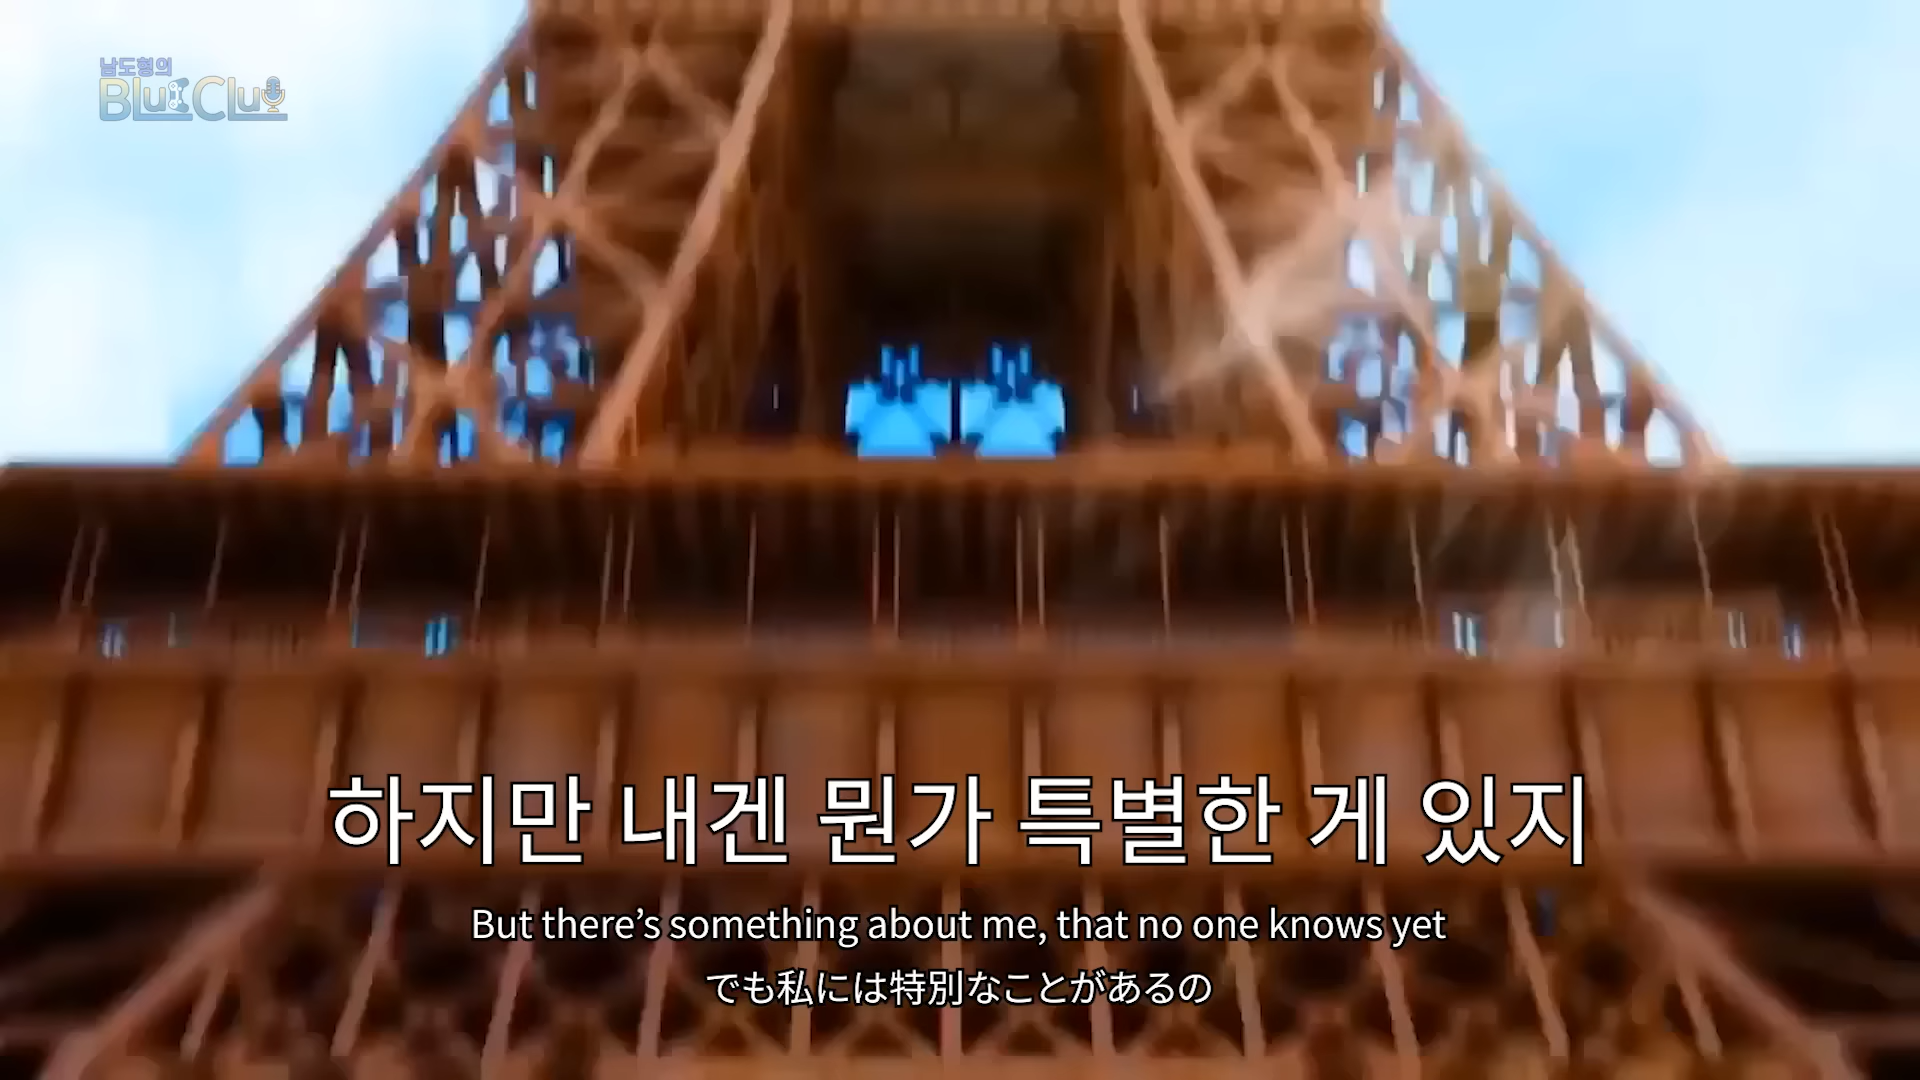 남도형의
Blu Clu
하지만 내겐 뭔가 특별한 게 있지
But there’s something about me, that no one knows yet
でも私には特別なことがあるの